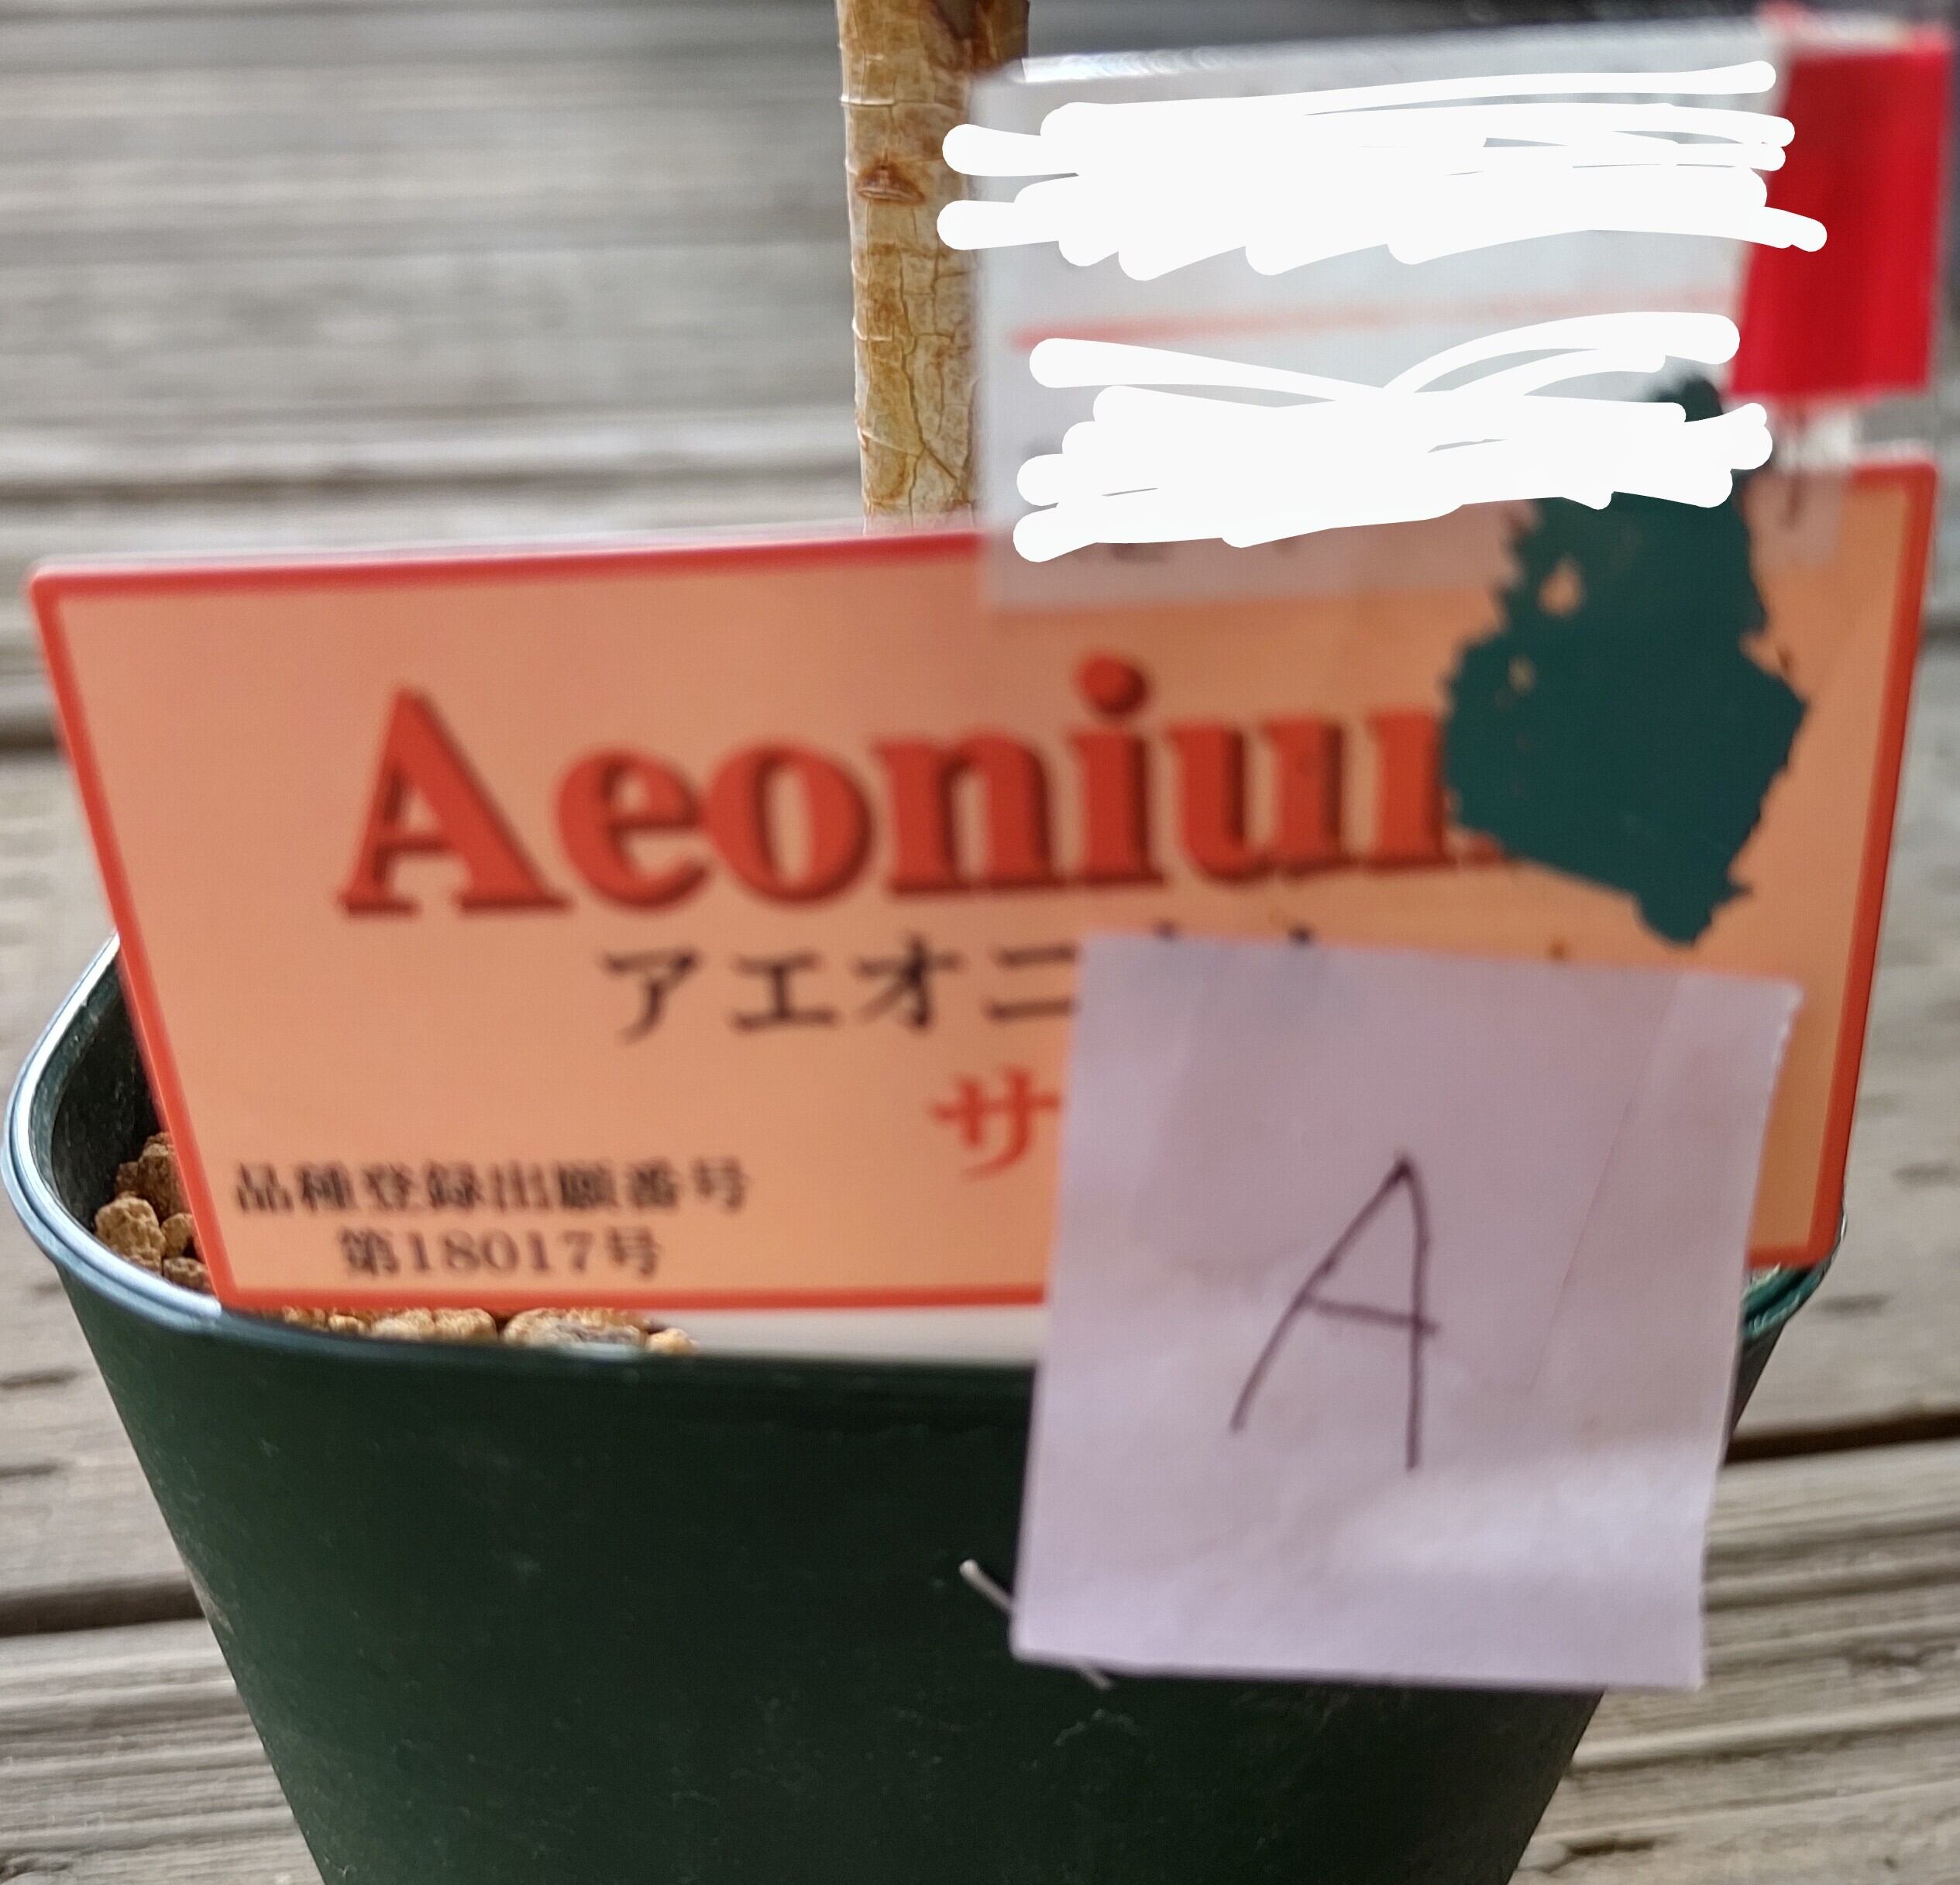 Aeoniu
アエオニ
サ
品種登録出願番号
第18017号
A